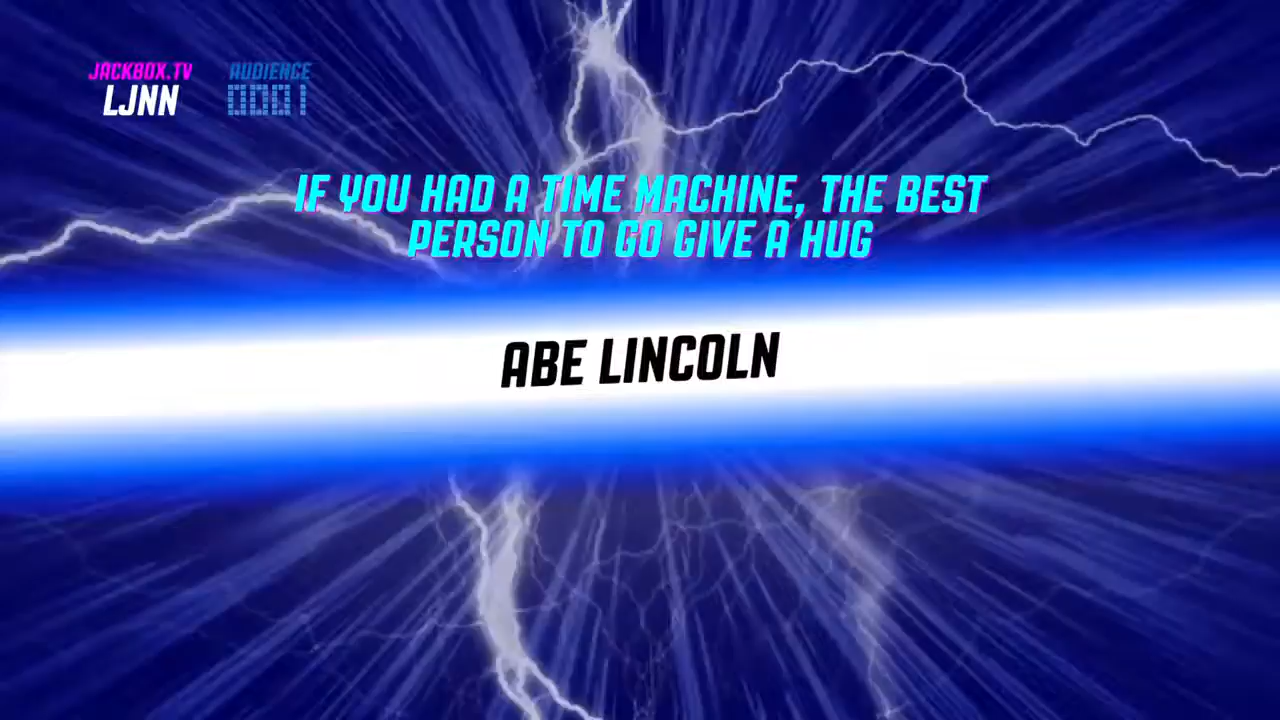 JACKBOX.TV
LJNN
AUDIENCE
0001
IF YOU HAD A TIME MACHINE, THE BEST
PERSON TO GO GIVE A HUG
ABE LINCOLN